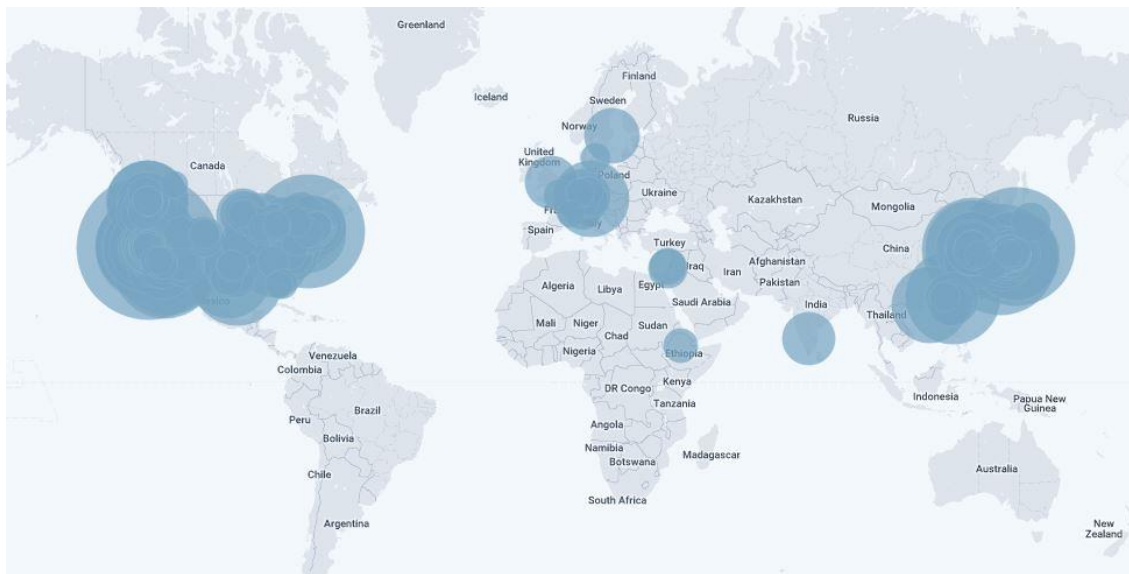 Greenland
Iceland
Finland
Sweden
Norway
Russia
United
Kingdom
Canada
Poland
Ukraine
Kazakhstan
Mongolia
Spain
Turkey
China
Iraq
Iran
Afghanistan
Pakistan
Algeria
Libya
Egypt
Saudi Arabia
India
Thailand
Mali
Niger
Chad
Sudan
Nigeria
Ethiopia
Venezuela
Colombia
DR Congo
Kenya
Tanzania
Indonesia
Papua New
Guinea
Peru
Brazil
Angola
Bolivia
Namibia
Botswana
Madagascar
Chile
Australia
South Africa
Argentina
New
Zealand